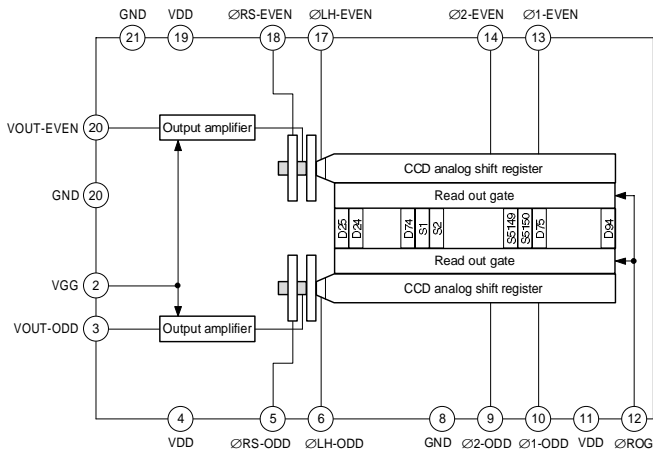 GND VDD ØRS-EVEN ØLH-EVEN Ø2-EVEN Ø1-EVEN
21 19 18 17 14 13
VOUT-EVEN 20 Output amplifier
CCD analog shift register
GND 20
Read out gate
D25 D24 D74 S1 S2 S5149 S5150 D75 D94
Read out gate
VGG 2
CCD analog shift register
VOUT-ODD 3 Output amplifier
4 5 6 8 9 10 11 12
VDD ØRS-ODD ØLH-ODD GND Ø2-ODD Ø1-ODD VDD ØROG